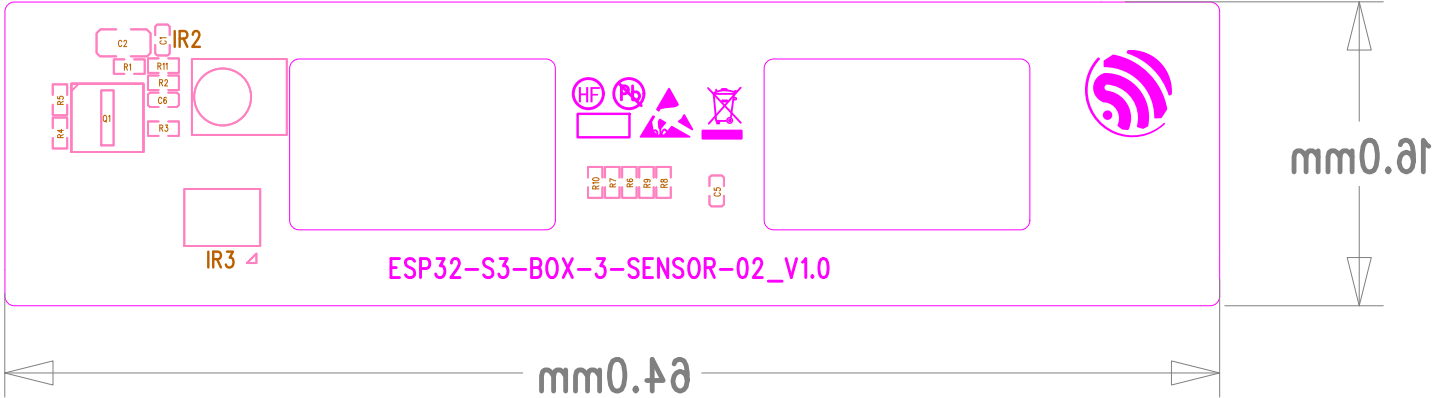 C2
C1
IR2
R1
R11
R2
C6
R5
Q1
R3
R4
HF
Pb
R10
R7
R6
R9
R8
C5
IR3
ESP32-S3-BOX-3-SENSOR-02_V1.0
16.0mm
64.0mm